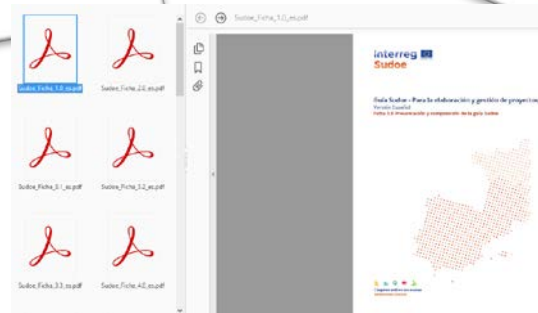 Sudoe_Ficha_1.0_es.pdf
Sudoe_Ficha_1.0_es.pdf
Sudoe_Ficha_2.0_es.pdf
Sudoe_Ficha_3.1_es.pdf
Sudoe_Ficha_3.2_es.pdf
Sudoe_Ficha_3.3_es.pdf
Sudoe_Ficha_4.0_es.pdf
Interreg
Sudoe
Guía Sudoe - Para la elaboración y gestión de proyectos
Versión Español
Ficha 1.0 Presentación y composición de la guía Sudoe